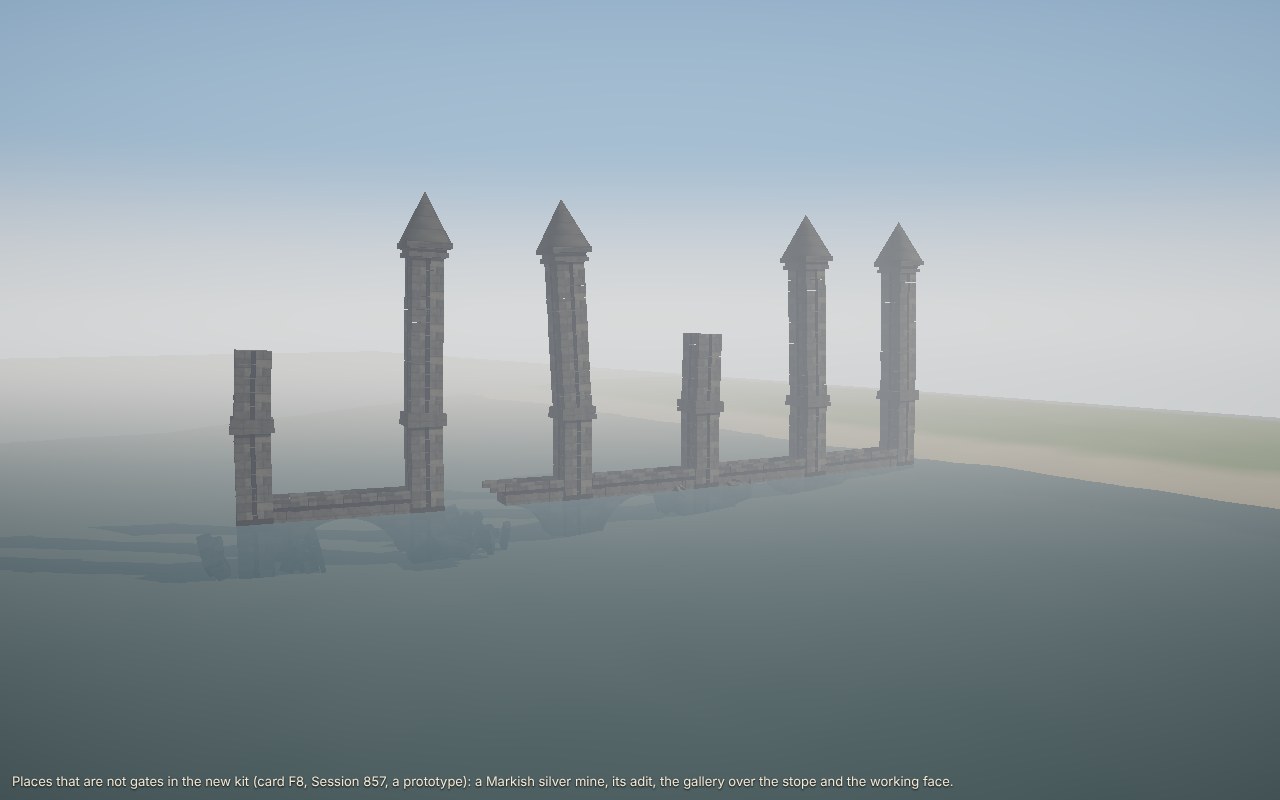 Places that are not gates in the new kit (card F8, Session 857, a prototype): a Markish silver mine, its adit, the gallery over the stope and the working face.